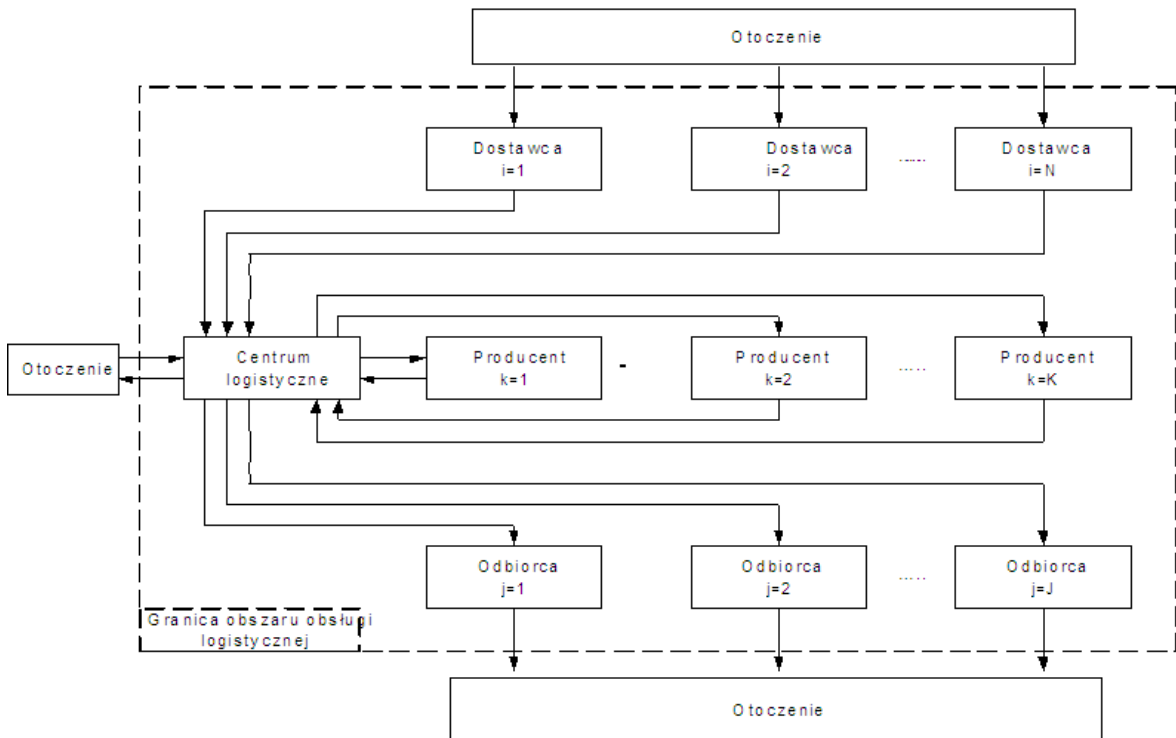 Otoczenie
Dostawca
i=1
Dostawca
i=2
......
Dostawca
i=N
Otoczenie
Centrum
logistyczne
Producent
k=1
-
Producent
k=2
.....
Producent
k=K
Odbiorca
j=1
Odbiorca
j=2
.....
Odbiorca
j=J
Granica obszaru obsługi
logistycznej
Otoczenie